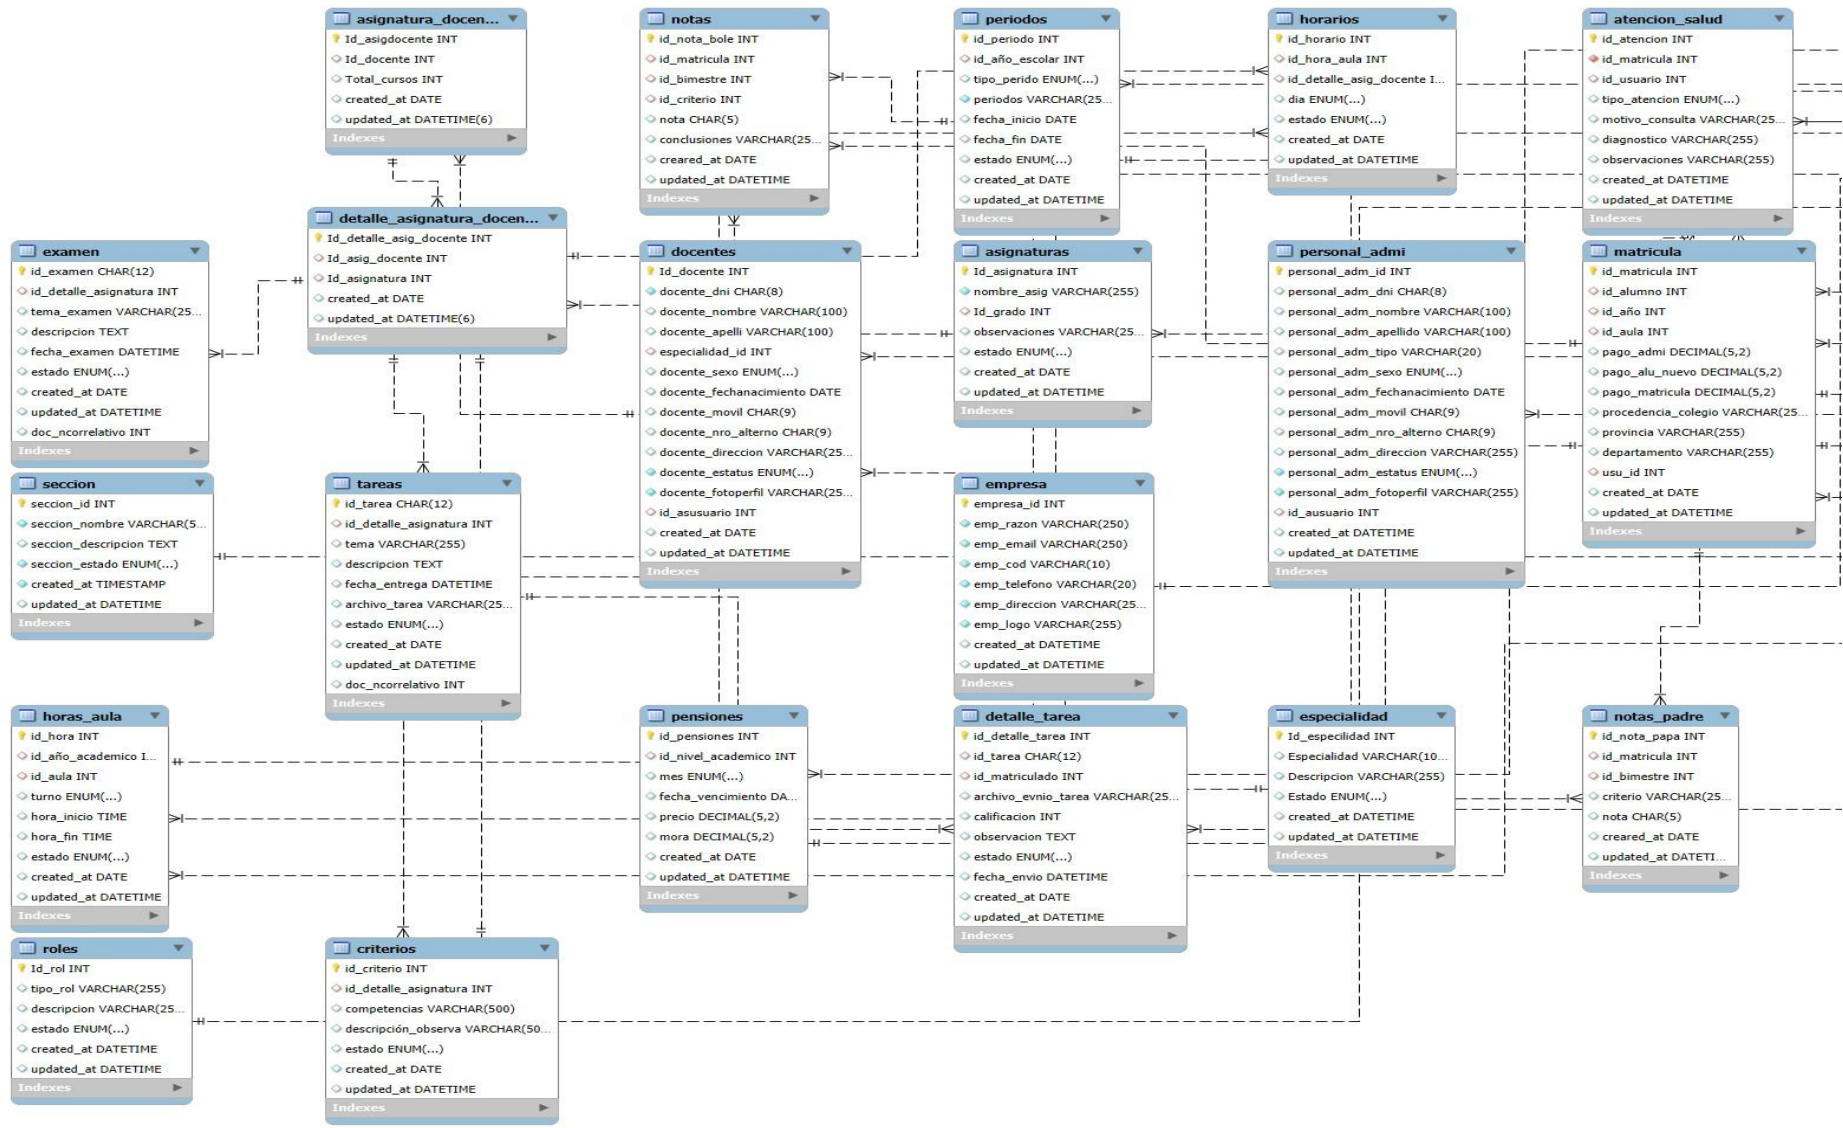 asignatura_docen...
Id_asigdocente INT
Id_docente INT
Total_cursos INT
created_at DATE
updated_at DATETIME(6)
Indexes
notas
id_nota_bole INT
id_matricula INT
id_bimestre INT
id_criterio INT
nota CHAR(5)
conclusiones VARCHAR(25...
creared_at DATE
updated_at DATETIME
Indexes
periodos
id_periodo INT
id_año_escolar INT
tipo_perido ENUM(...)
periodos VARCHAR(25...
fecha_inicio DATE
fecha_fin DATE
estado ENUM(...)
created_at DATE
updated_at DATETIME
Indexes
horarios
id_horario INT
id_hora_aula INT
id_detalle_asig_docente I...
dia ENUM(...)
estado ENUM(...)
created_at DATE
updated_at DATETIME
Indexes
atencion_salud
id_atencion INT
id_matricula INT
id_usuario INT
tipo_atencion ENUM(...)
motivo_consulta VARCHAR(25...
diagnostico VARCHAR(255)
observaciones VARCHAR(255)
created_at DATETIME
updated_at DATETIME
Indexes
detalle_asignatura_docen...
Id_detalle_asig_docente INT
Id_asig_docente INT
Id_asignatura INT
created_at DATE
updated_at DATETIME(6)
Indexes
examen
id_examen CHAR(12)
id_detalle_asignatura INT
tema_examen VARCHAR(25...
descripcion TEXT
fecha_examen DATETIME
estado ENUM(...)
created_at DATE
updated_at DATETIME
doc_ncorrelativo INT
Indexes
docentes
Id_docente INT
docente_dni CHAR(8)
docente_nombre VARCHAR(100)
docente_apelli VARCHAR(100)
especialidad_id INT
docente_sexo ENUM(...)
docente_fechanacimiento DATE
docente_movil CHAR(9)
docente_nro_alterno CHAR(9)
docente_direccion VARCHAR(25...
docente_estatus ENUM(...)
docente_fotoperfil VARCHAR(25...
id_asusuario INT
created_at DATE
updated_at DATETIME
Indexes
asignaturas
Id_asignatura INT
nombre_asig VARCHAR(255)
Id_grado INT
observaciones VARCHAR(25...
estado ENUM(...)
created_at DATE
updated_at DATETIME
Indexes
personal_admi
personal_adm_id INT
personal_adm_dni CHAR(8)
personal_adm_nombre VARCHAR(100)
personal_adm_apellido VARCHAR(100)
personal_adm_tipo VARCHAR(20)
personal_adm_sexo ENUM(...)
personal_adm_fechanacimiento DATE
personal_adm_movil CHAR(9)
personal_adm_nro_alterno CHAR(9)
personal_adm_direccion VARCHAR(255)
personal_adm_estatus ENUM(...)
personal_adm_fotoperfil VARCHAR(255)
id_ausuario INT
created_at DATETIME
updated_at DATETIME
Indexes
matricula
id_matricula INT
id_alumno INT
id_año INT
id_aula INT
pago_admi DECIMAL(5,2)
pago_alu_nuevo DECIMAL(5,2)
pago_matricula DECIMAL(5,2)
procedencia_colegio VARCHAR(25...
provincia VARCHAR(255)
departamento VARCHAR(255)
usu_id INT
created_at DATE
updated_at DATETIME
Indexes
seccion
seccion_id INT
seccion_nombre VARCHAR(5...
seccion_descripcion TEXT
seccion_estado ENUM(...)
created_at TIMESTAMP
updated_at DATETIME
Indexes
tareas
id_tarea CHAR(12)
id_detalle_asignatura INT
tema VARCHAR(255)
descripcion TEXT
fecha_entrega DATETIME
archivo_tarea VARCHAR(25...
estado ENUM(...)
created_at DATE
updated_at DATETIME
doc_ncorrelativo INT
Indexes
empresa
empresa_id INT
emp_razon VARCHAR(250)
emp_email VARCHAR(250)
emp_cod VARCHAR(10)
emp_telefono VARCHAR(20)
emp_direccion VARCHAR(25...
emp_logo VARCHAR(255)
created_at DATETIME
updated_at DATETIME
Indexes
horas_aula
id_hora INT
id_año_academico I...
id_aula INT
turno ENUM(...)
hora_inicio TIME
hora_fin TIME
estado ENUM(...)
created_at DATE
updated_at DATETIME
Indexes
pensiones
id_pensiones INT
id_nivel_academico INT
mes ENUM(...)
fecha_vencimiento DA...
precio DECIMAL(5,2)
mora DECIMAL(5,2)
created_at DATE
updated_at DATETIME
Indexes
detalle_tarea
id_detalle_tarea INT
id_tarea CHAR(12)
id_matriculado INT
archivo_evnio_tarea VARCHAR(25...
calificacion INT
observacion TEXT
estado ENUM(...)
fecha_envio DATETIME
created_at DATE
updated_at DATETIME
Indexes
especialidad
Id_especilidad INT
Especialidad VARCHAR(10...
Descripcion VARCHAR(255)
Estado ENUM(...)
created_at DATETIME
updated_at DATETIME
Indexes
notas_padre
id_nota_papa INT
id_matricula INT
id_bimestre INT
criterio VARCHAR(25...
nota CHAR(5)
creared_at DATE
updated_at DATETI...
Indexes
roles
Id_rol INT
tipo_rol VARCHAR(255)
descripcion VARCHAR(25...
estado ENUM(...)
created_at DATETIME
updated_at DATETIME
Indexes
criterios
id_criterio INT
id_detalle_asignatura INT
competencias VARCHAR(500)
descripción_observa VARCHAR(50...
estado ENUM(...)
created_at DATE
updated_at DATETIME
Indexes